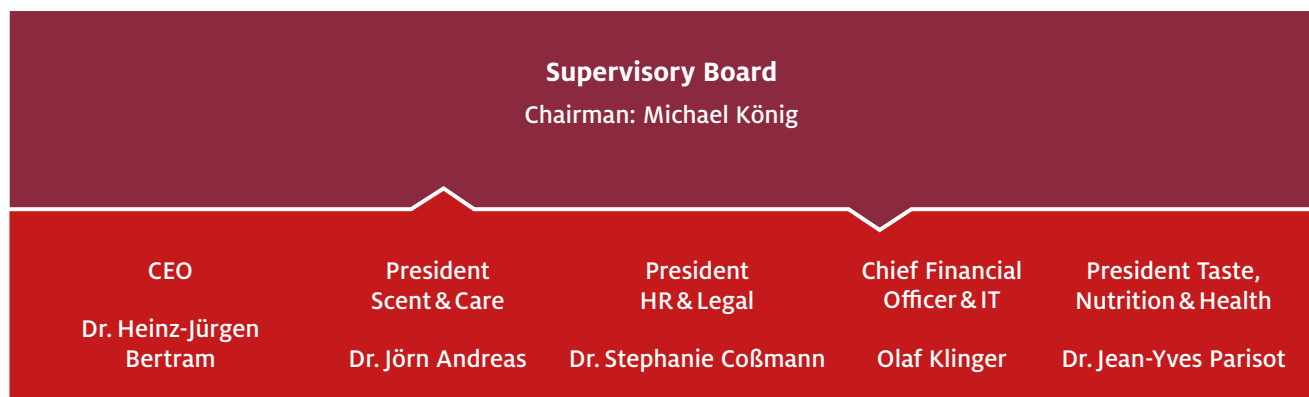 Supervisory Board
Chairman: Michael König
CEO
Dr. Heinz-Jürgen
Bertram
President
Scent & Care
Dr. Jörn Andreas
President
HR & Legal
Dr. Stephanie Coßmann
Chief Financial
Officer & IT
Olaf Klinger
President Taste,
Nutrition & Health
Dr. Jean-Yves Parisot